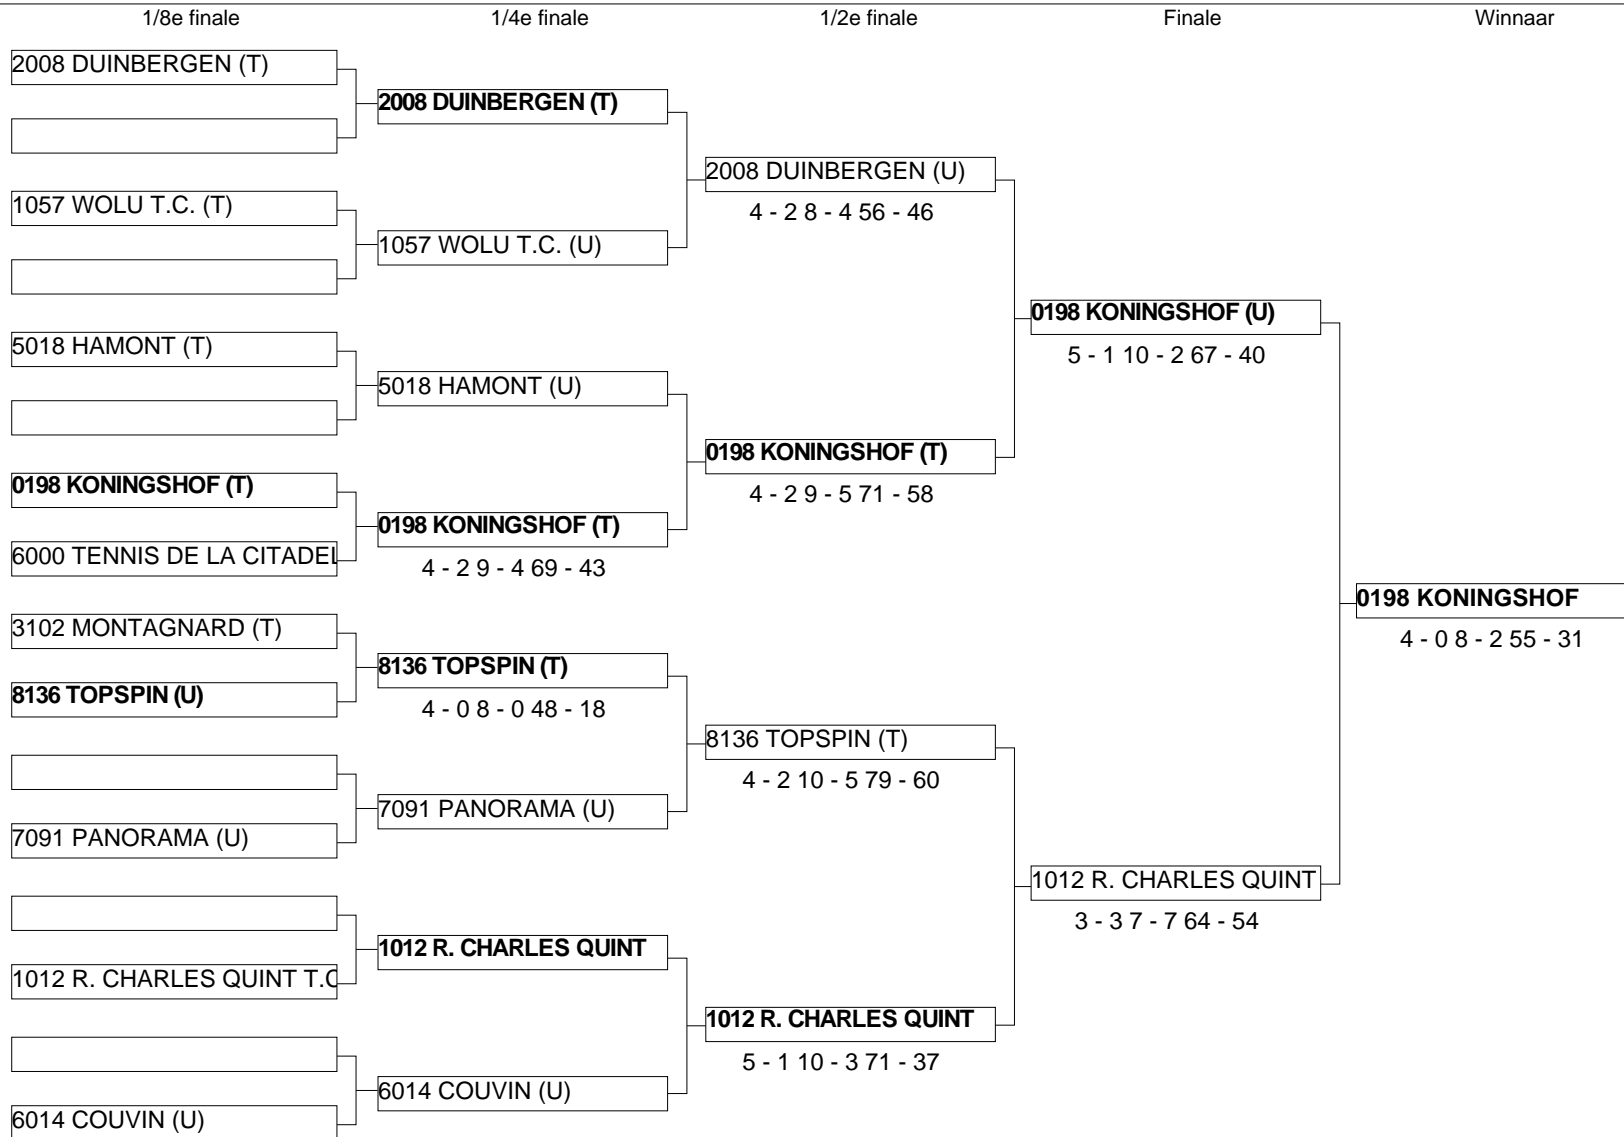 1/8e finale
1/4e finale
1/2e finale
Finale
Winnaar
2008 DUINBERGEN (T)
1057 WOLU T.C. (T)
5018 HAMONT (T)
0198 KONINGSHOF (T)
6000 TENNIS DE LA CITADEL
3102 MONTAGNARD (T)
8136 TOPSPIN (U)
7091 PANORAMA (U)
1012 R. CHARLES QUINT T.C
6014 COUVIN (U)
2008 DUINBERGEN (T)
1057 WOLU T.C. (U)
5018 HAMONT (U)
0198 KONINGSHOF (T)
4 - 2 9 - 4 69 - 43
8136 TOPSPIN (T)
4 - 0 8 - 0 48 - 18
7091 PANORAMA (U)
1012 R. CHARLES QUINT
6014 COUVIN (U)
2008 DUINBERGEN (U)
4 - 2 8 - 4 56 - 46
0198 KONINGSHOF (T)
4 - 2 9 - 5 71 - 58
8136 TOPSPIN (T)
4 - 2 10 - 5 79 - 60
1012 R. CHARLES QUINT
5 - 1 10 - 3 71 - 37
0198 KONINGSHOF (U)
5 - 1 10 - 2 67 - 40
1012 R. CHARLES QUINT
3 - 3 7 - 7 64 - 54
0198 KONINGSHOF
4 - 0 8 - 2 55 - 31